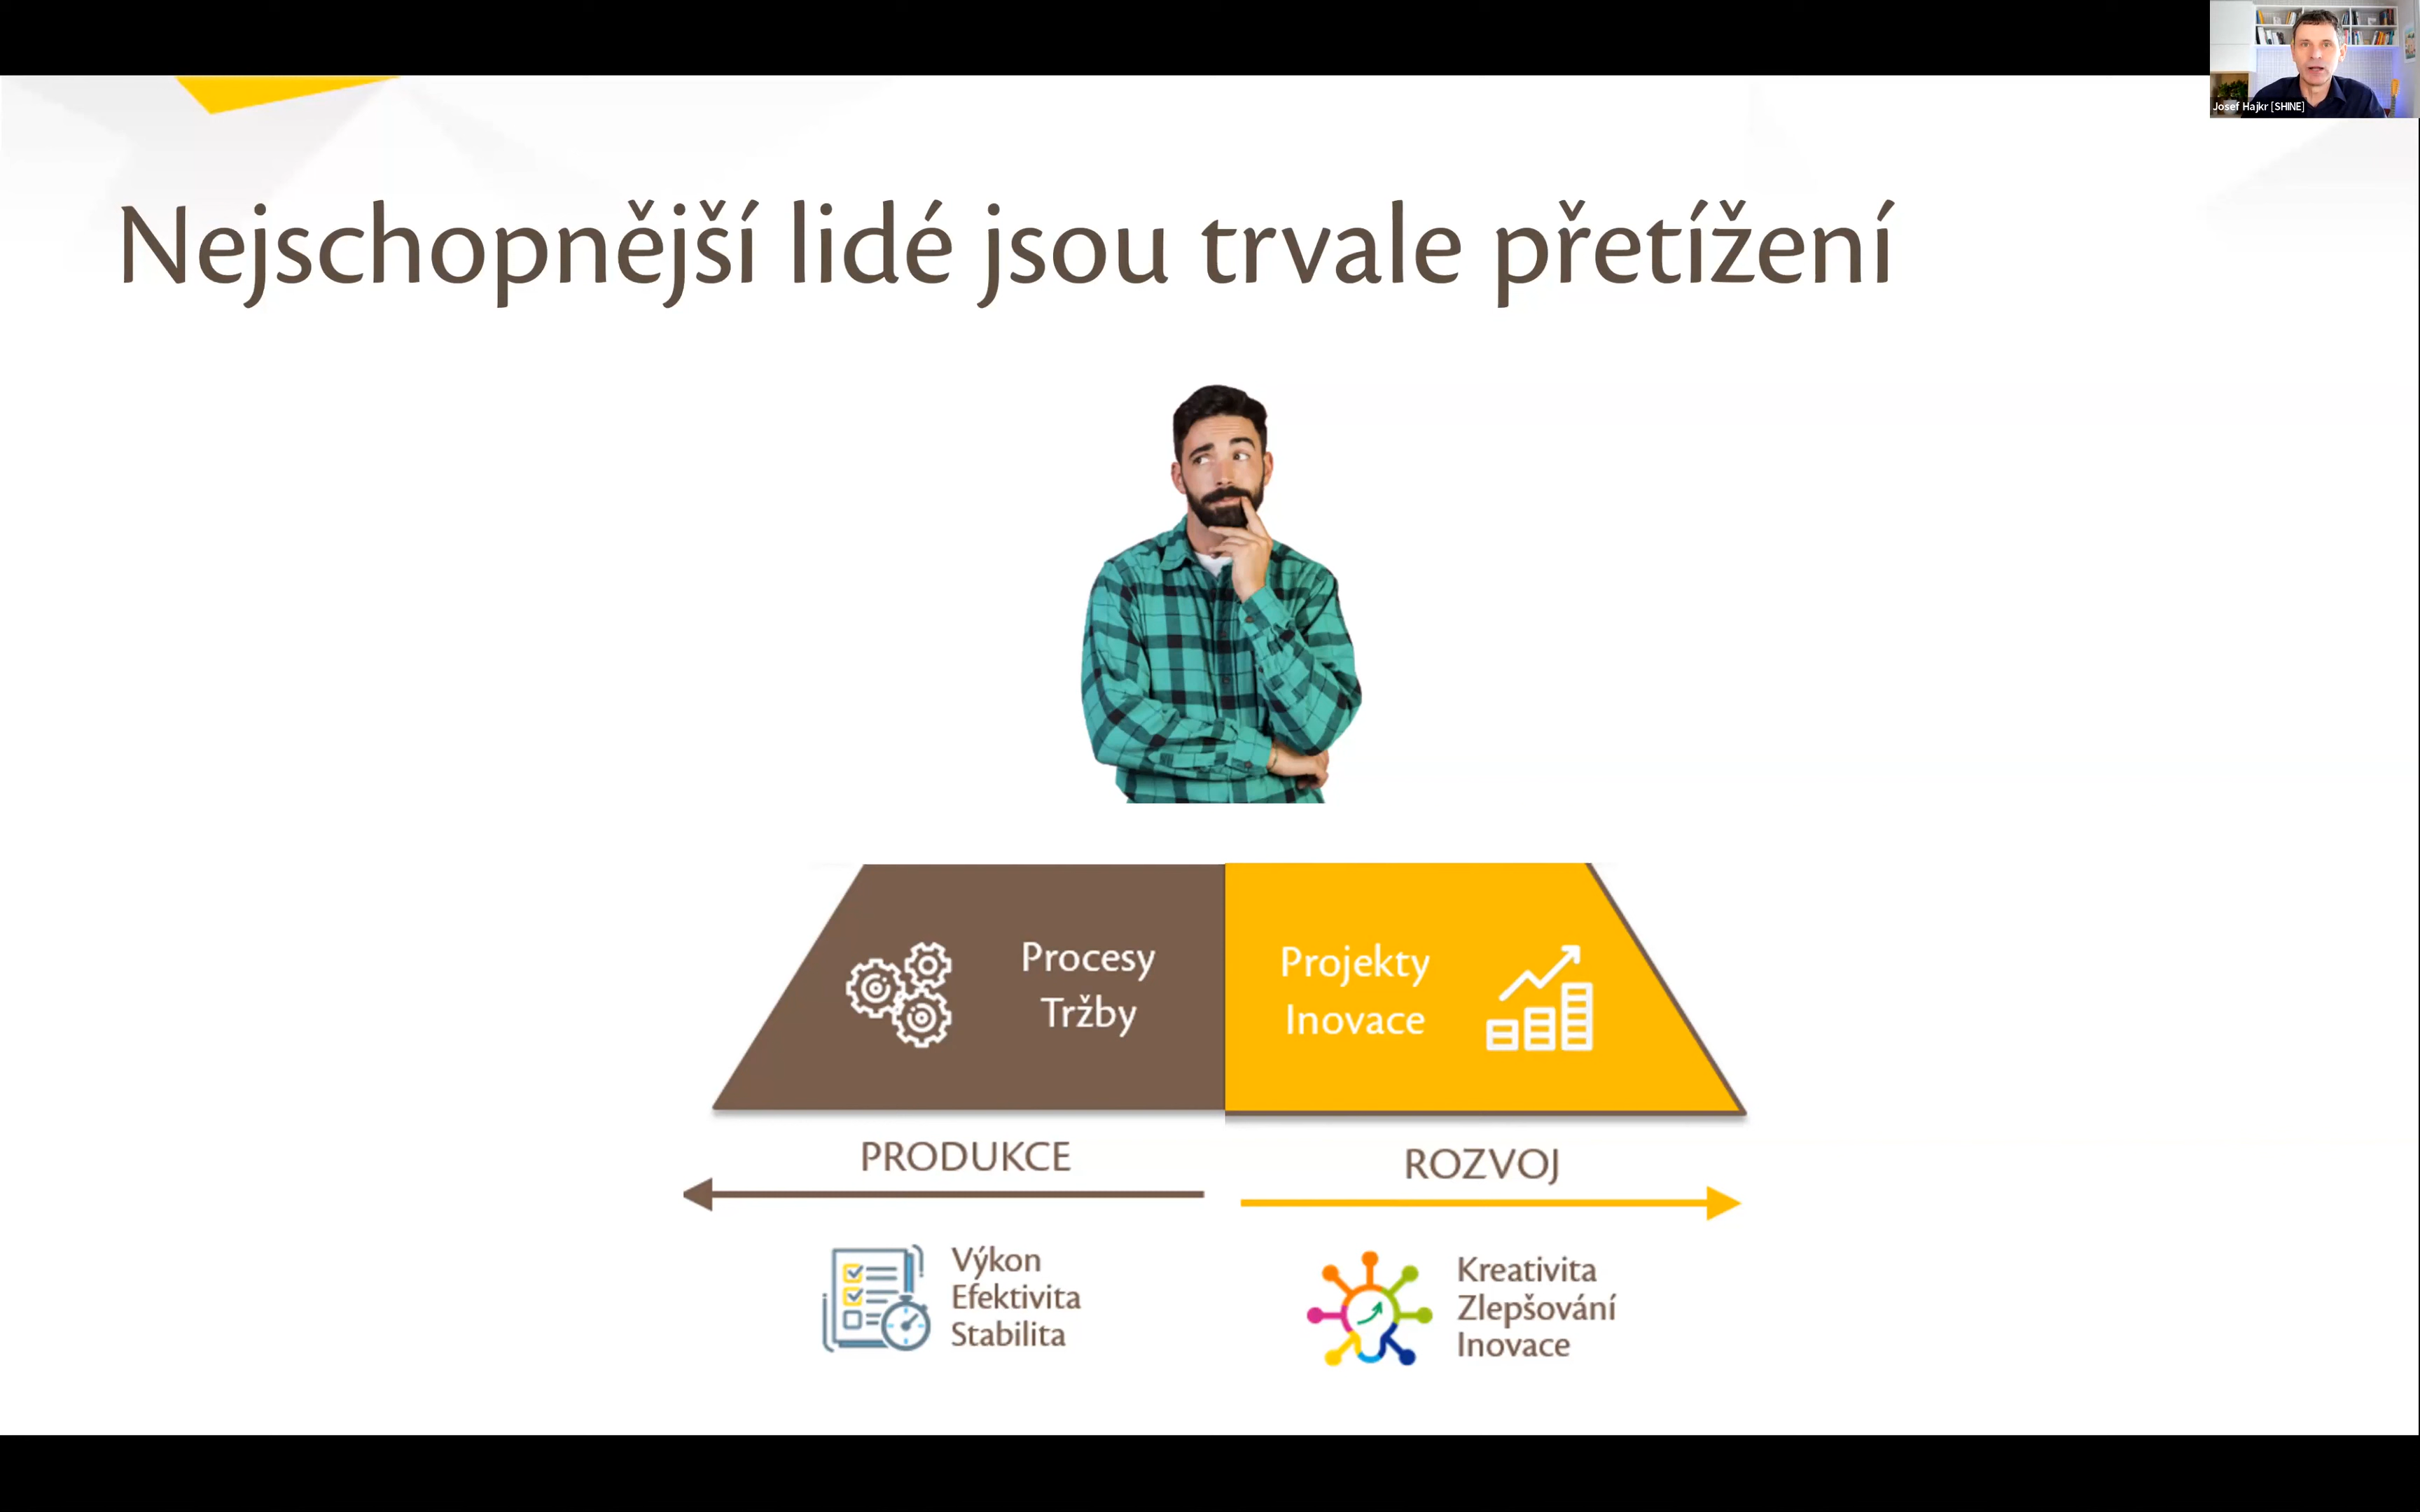 Josef Hajkr [SHINE]
Nejschopnější lidé jsou trvale přetížení
Procesy
Tržby
Projekty
Inovace
PRODUKCE
ROZVOJ
Výkon
Efektivita
Stabilita
Kreativita
Zlepšování
Inovace